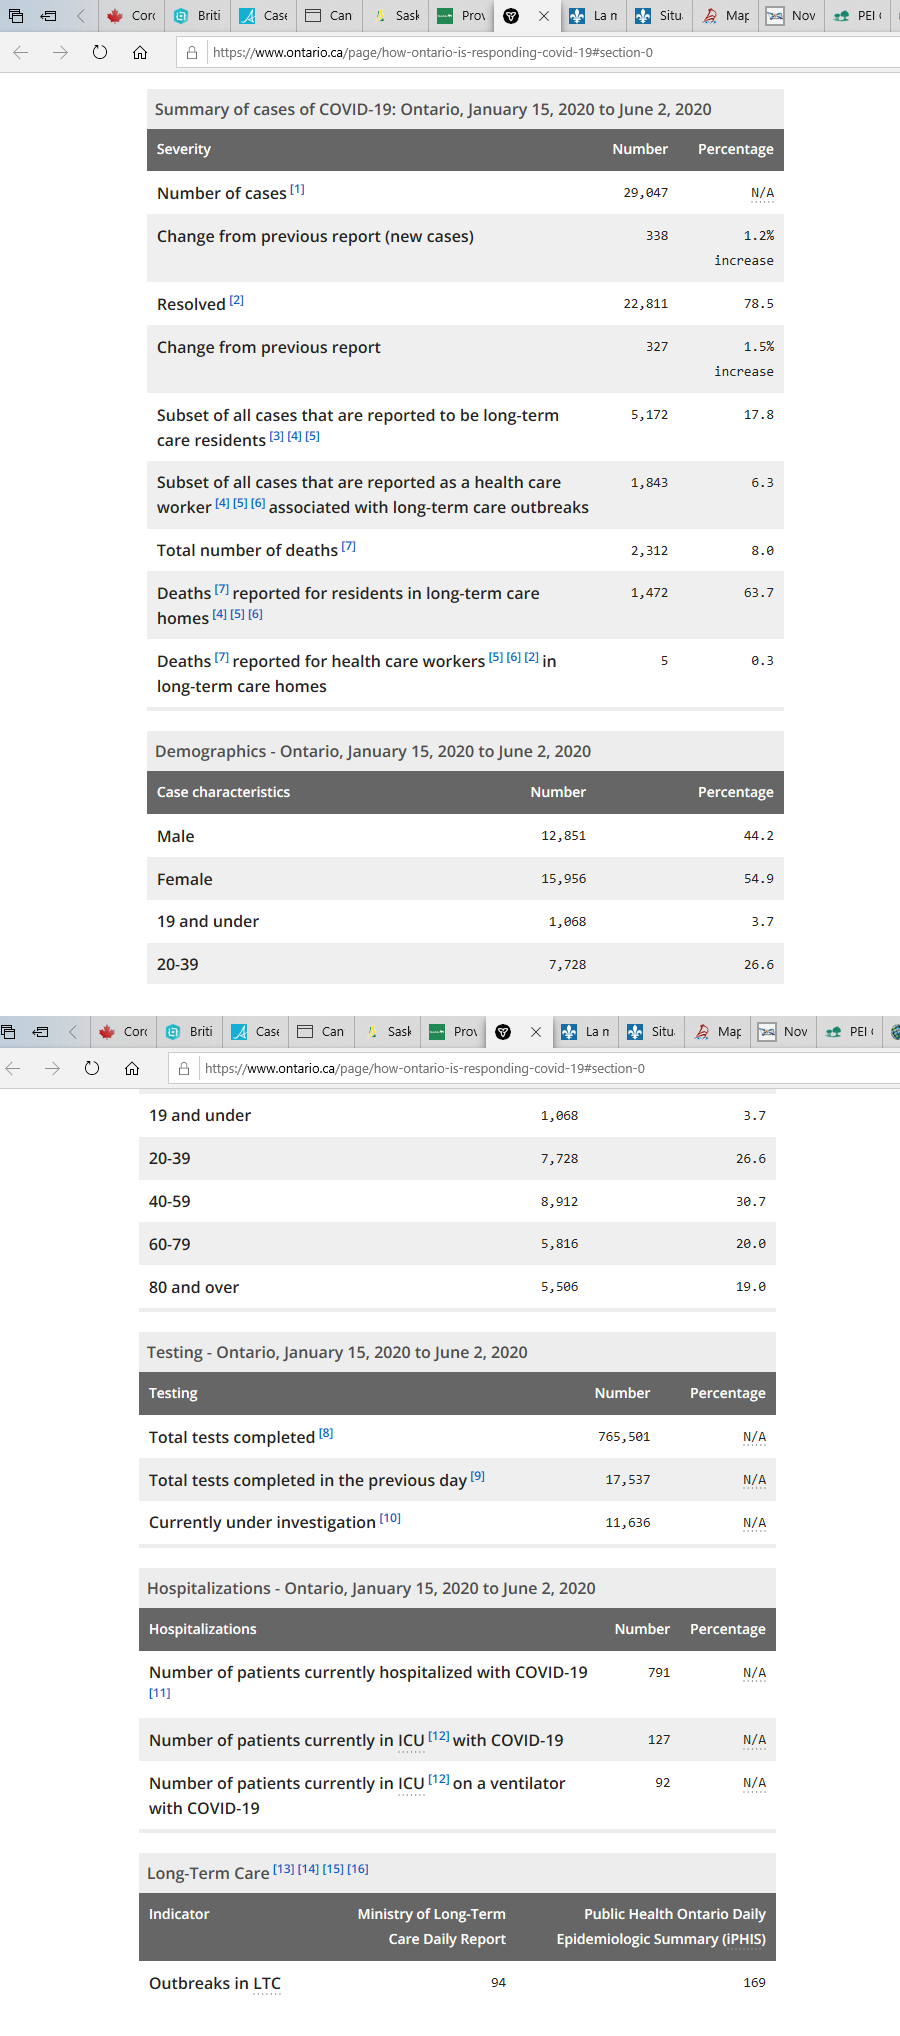 Corc
Briti
Case
Can
Sask
Prov
La n
Situ
Map
Nov
PEI
https://www.ontario.ca/page/how-ontario-is-responding-covid-19#section-0
Summary of cases of COVID-19: Ontario, January 15, 2020 to June 2, 2020
Severity Number Percentage
Number of cases [1] 29,047 N/A
Change from previous report (new cases) 338 1.2%
increase
Resolved [2] 22,811 78.5
Change from previous report 327 1.5%
increase
Subset of all cases that are reported to be long-term 5,172 17.8
care residents [3] [4] [5]
Subset of all cases that are reported as a health care 1,843 6.3
worker [4] [5] [6] associated with long-term care outbreaks
Total number of deaths [7] 2,312 8.0
Deaths [7] reported for residents in long-term care 1,472 63.7
homes [4] [5] [6]
Deaths [7] reported for health care workers [5] [6] [2] in 5 0.3
long-term care homes
Demographics - Ontario, January 15, 2020 to June 2, 2020
Case characteristics Number Percentage
Male 12,851 44.2
Female 15,956 54.9
19 and under 1,068 3.7
20-39 7,728 26.6
Corc
Briti
Case
Can
Sask
Prov
La n
Situ
Map
Nov
PEI
https://www.ontario.ca/page/how-ontario-is-responding-covid-19#section-0
19 and under 1,068 3.7
20-39 7,728 26.6
40-59 8,912 30.7
60-79 5,816 20.0
80 and over 5,506 19.0
Testing - Ontario, January 15, 2020 to June 2, 2020
Testing Number Percentage
Total tests completed [8] 765,501 N/A
Total tests completed in the previous day [9] 17,537 N/A
Currently under investigation [10] 11,636 N/A
Hospitalizations - Ontario, January 15, 2020 to June 2, 2020
Hospitalizations Number Percentage
Number of patients currently hospitalized with COVID-19 791 N/A
[11]
Number of patients currently in ICU [12] with COVID-19 127 N/A
Number of patients currently in ICU [12] on a ventilator 92 N/A
with COVID-19
Long-Term Care [13] [14] [15] [16]
Indicator Ministry of Long-Term Public Health Ontario Daily
Care Daily Report Epidemiologic Summary (iPHIS)
Outbreaks in LTC 94 169